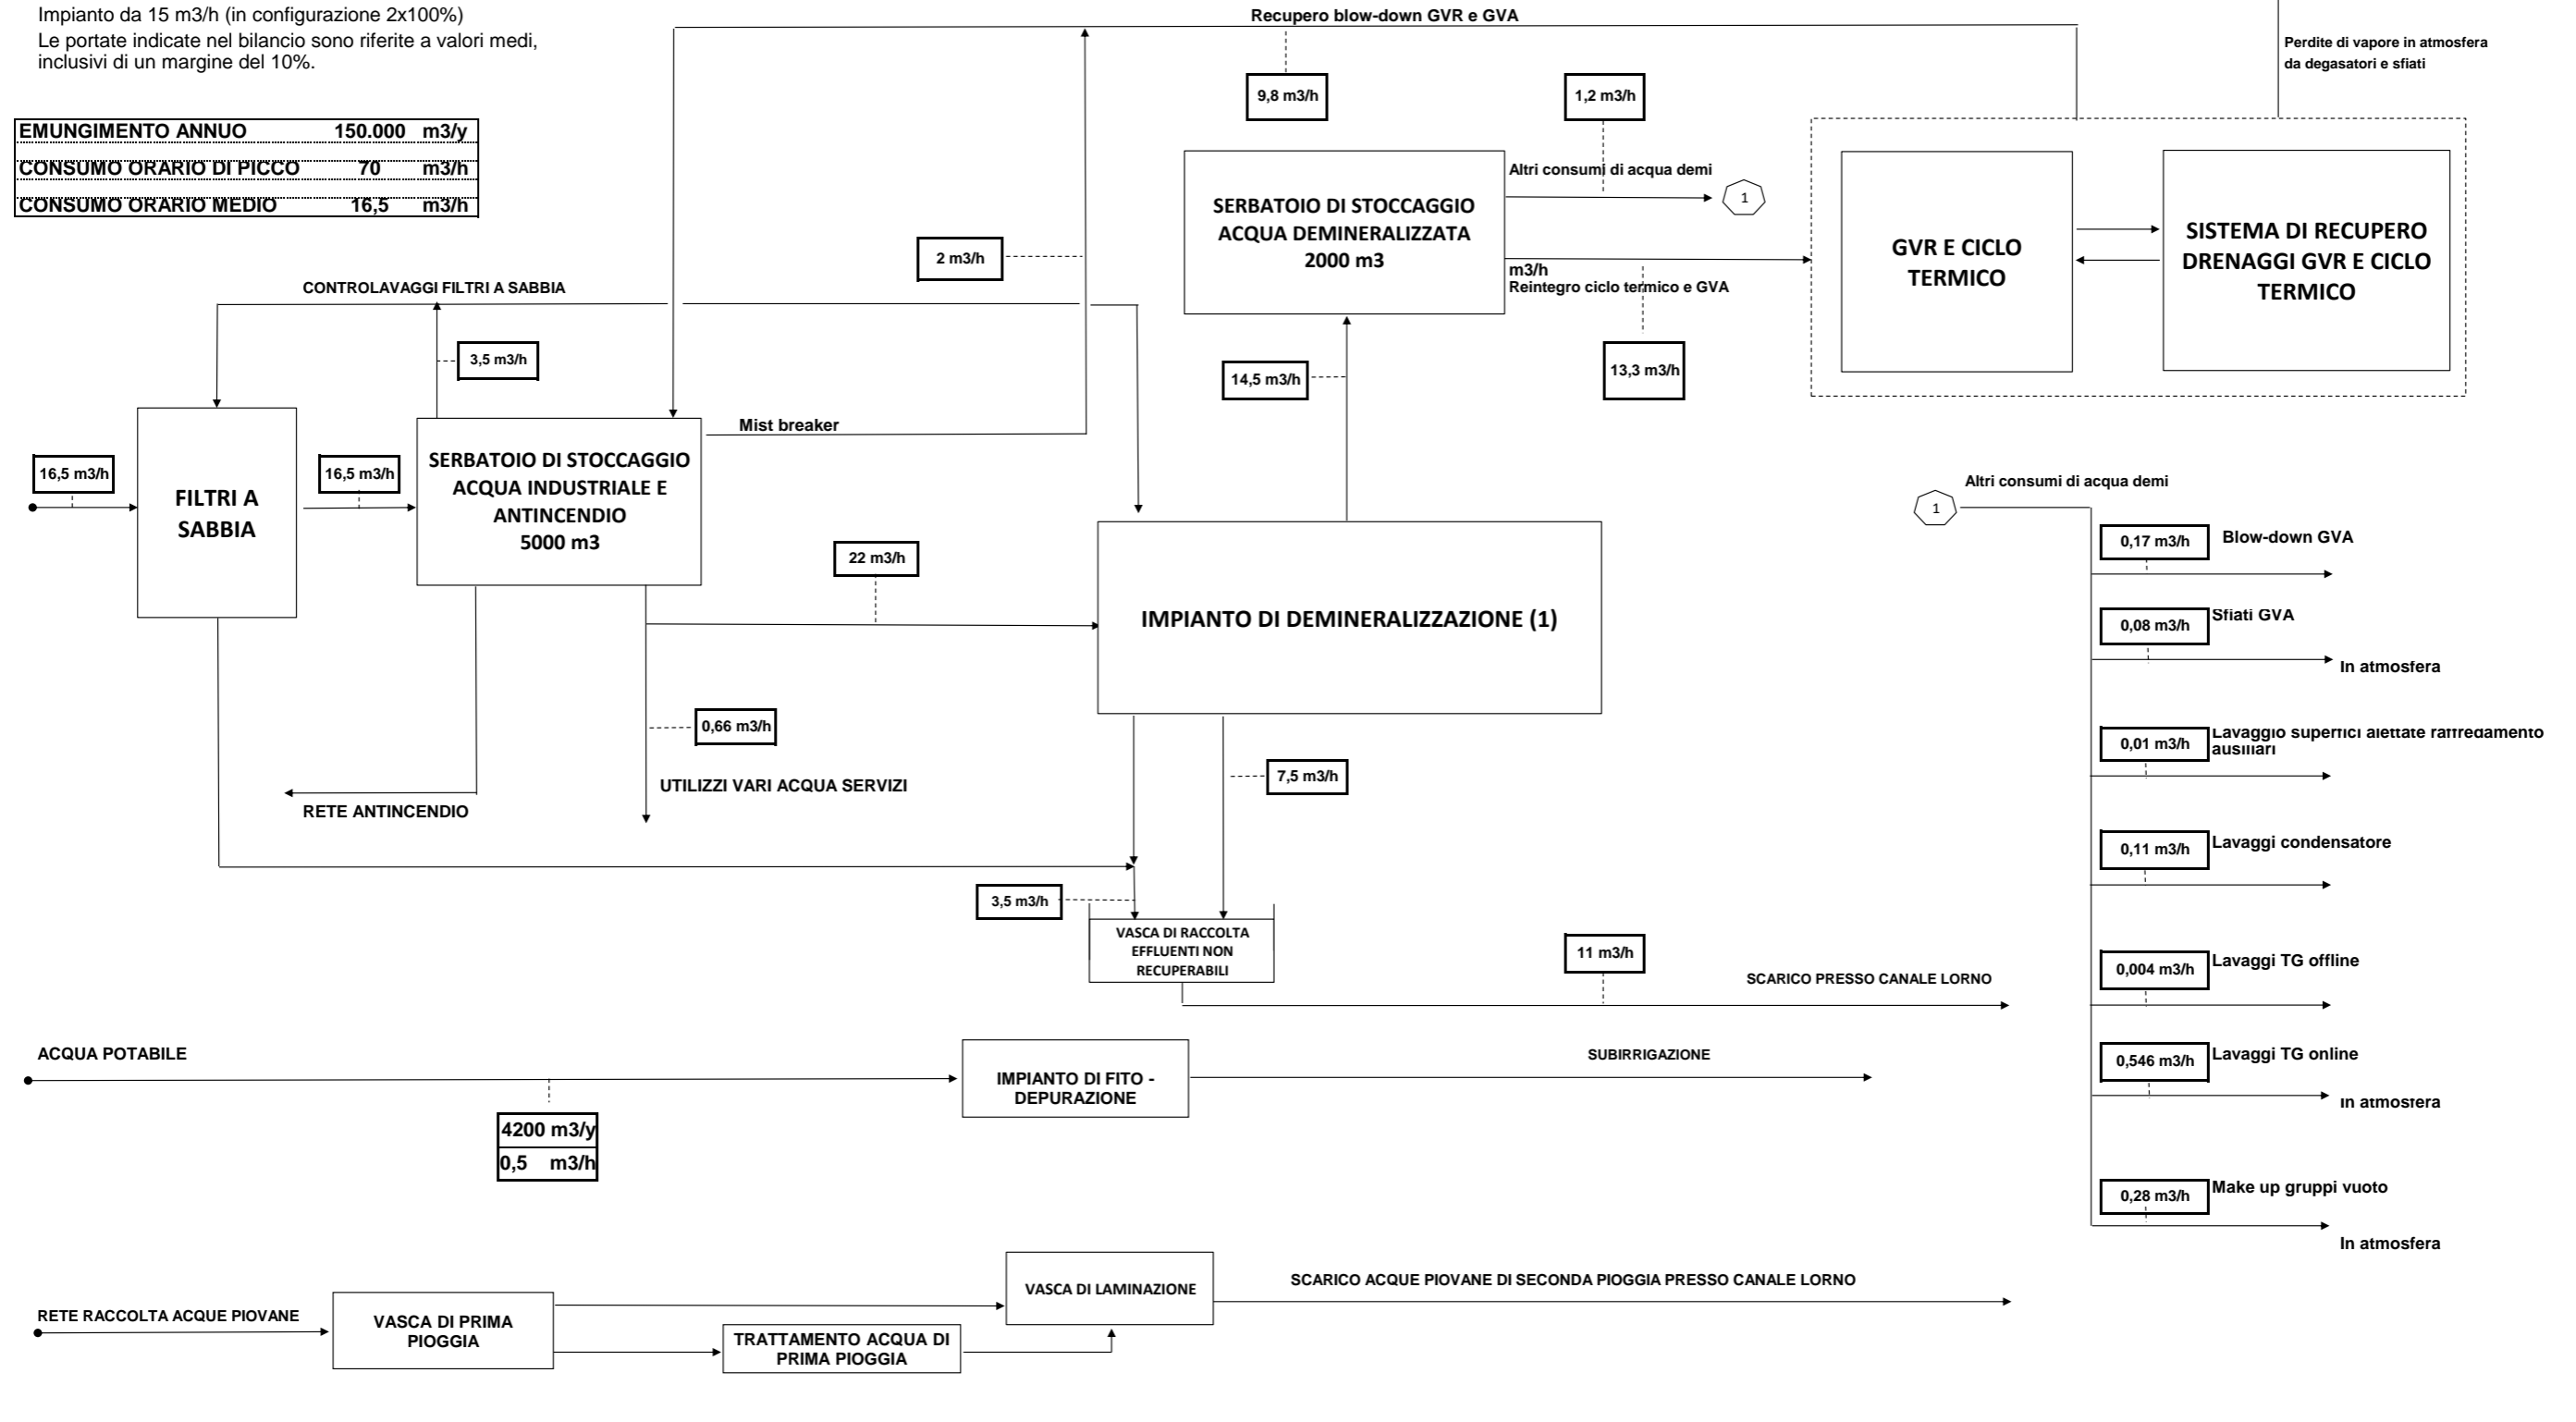 Impianto da 15 m3/h (in configurazione 2x100%)
Le portate indicate nel bilancio sono riferite a valori medi,
inclusivi di un margine del 10%.
EMUNGIMENTO ANNUO 150.000 m3/y
CONSUMO ORARIO DI PICCO 70 m3/h
CONSUMO ORARIO MEDIO 16,5 m3/h
Recupero blow-down GVR e GVA
Perdite di vapore in atmosfera
da degasatori e sfiati
9,8 m3/h
1,2 m3/h
SERBATOIO DI STOCCAGGIO
ACQUA DEMINERALIZZATA
2000 m3
Altri consumi di acqua demi
1
m3/h
Reintegro ciclo termico e GVA
13,3 m3/h
GVR E CICLO
TERMICO
SISTEMA DI RECUPERO
DRENAGGI GVR E CICLO
TERMICO
2 m3/h
CONTROLAVAGGI FILTRI A SABBIA
3,5 m3/h
14,5 m3/h
Mist breaker
16,5 m3/h
FILTRI A
SABBIA
16,5 m3/h
SERBATOIO DI STOCCAGGIO
ACQUA INDUSTRIALE E
ANTINCENDIO
5000 m3
22 m3/h
IMPIANTO DI DEMINERALIZZAZIONE (1)
0,66 m3/h
UTILIZZI VARI ACQUA SERVIZI
RETE ANTINCENDIO
7,5 m3/h
3,5 m3/h
VASCA DI RACCOLTA
EFFLUENTI NON
RECUPERABILI
11 m3/h
SCARICO PRESSO CANALE LORNO
Altri consumi di acqua demi
1
0,17 m3/h Blow-down GVA
0,08 m3/h Sfiati GVA
In atmosfera
0,01 m3/h Lavaggio superfici alettate raffredamento
ausiliari
0,11 m3/h Lavaggi condensatore
0,004 m3/h Lavaggi TG offline
0,546 m3/h Lavaggi TG online
In atmosfera
0,28 m3/h Make up gruppi vuoto
In atmosfera
ACQUA POTABILE
4200 m3/y
0,5 m3/h
IMPIANTO DI FITO -
DEPURAZIONE
SUBIRRIGAZIONE
RETE RACCOLTA ACQUE PIOVANE
VASCA DI PRIMA
PIOGGIA
TRATTAMENTO ACQUA DI
PRIMA PIOGGIA
VASCA DI LAMINAZIONE
SCARICO ACQUE PIOVANE DI SECONDA PIOGGIA PRESSO CANALE LORNO